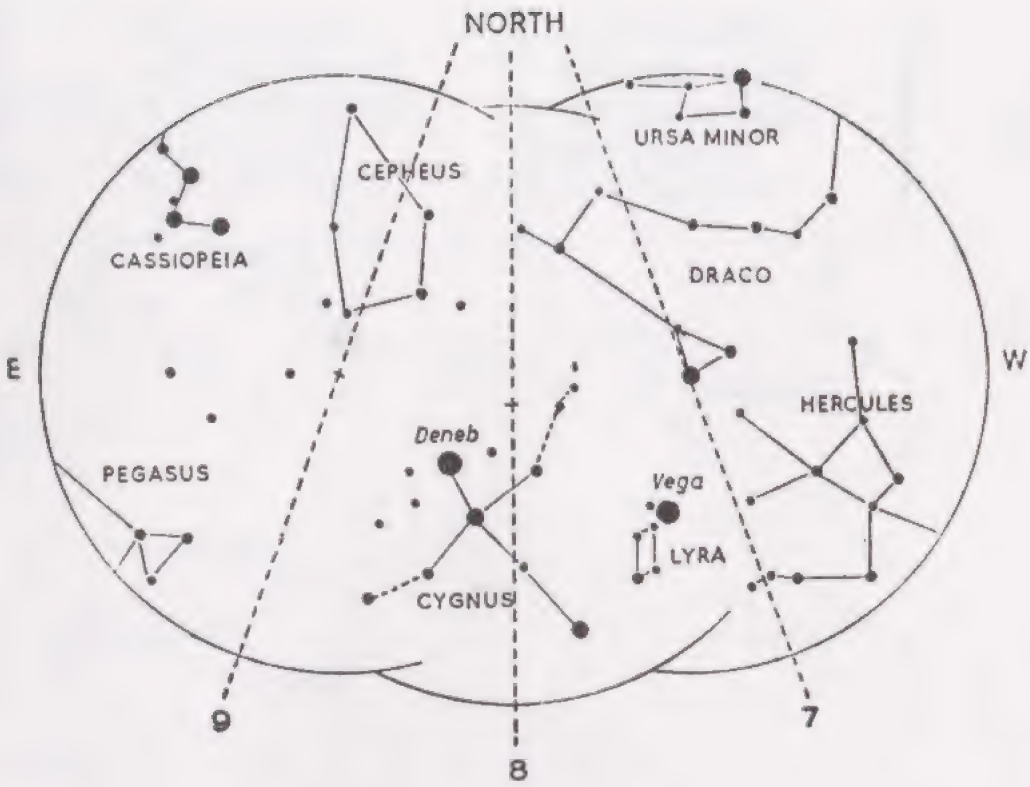 NORTH
URSA MINOR
CEPHEUS
CASSIOPEIA
DRACO
E
W
HERCULES
Deneb
PEGASUS
Vega
LYRA
CYGNUS
9
7
8